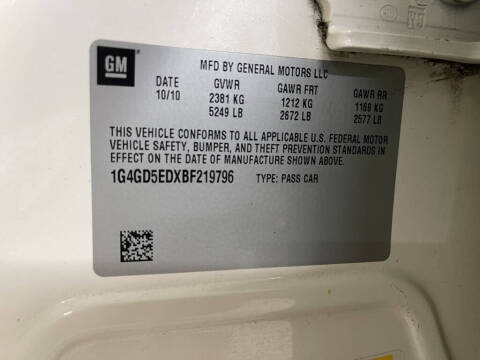 GM
MFD BY GENERAL MOTORS LLC
DATE GVWR GAWR FRT GAWR RR
10/10 2381 KG 1212 KG 1169 KG
5249 LB 2672 LB 2577 LB
THIS VEHICLE CONFORMS TO ALL APPLICABLE U.S. FEDERAL MOTOR
VEHICLE SAFETY, BUMPER, AND THEFT PREVENTION STANDARDS IN
EFFECT ON THE DATE OF MANUFACTURE SHOWN ABOVE.
1G4GD5EDXBF219796 TYPE: PASS CAR